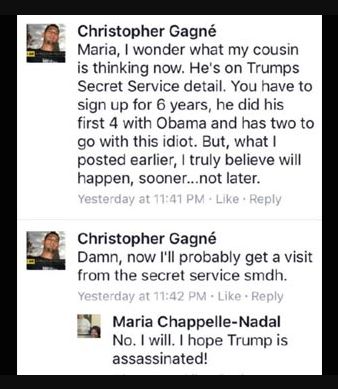 Christopher Gagné
Maria, I wonder what my cousin
is thinking now. He's on Trumps
Secret Service detail. You have to
sign up for 6 years, he did his
first 4 with Obama and has two to
go with this idiot. But, what I
posted earlier, I truly believe will
happen, sooner...not later.
Yesterday at 11:41 PM · Like · Reply
Christopher Gagné
Damn, now I'll probably get a visit
from the secret service smdh.
Yesterday at 11:42 PM · Like · Reply
Maria Chappelle-Nadal
No. I will. I hope Trump is
assassinated!